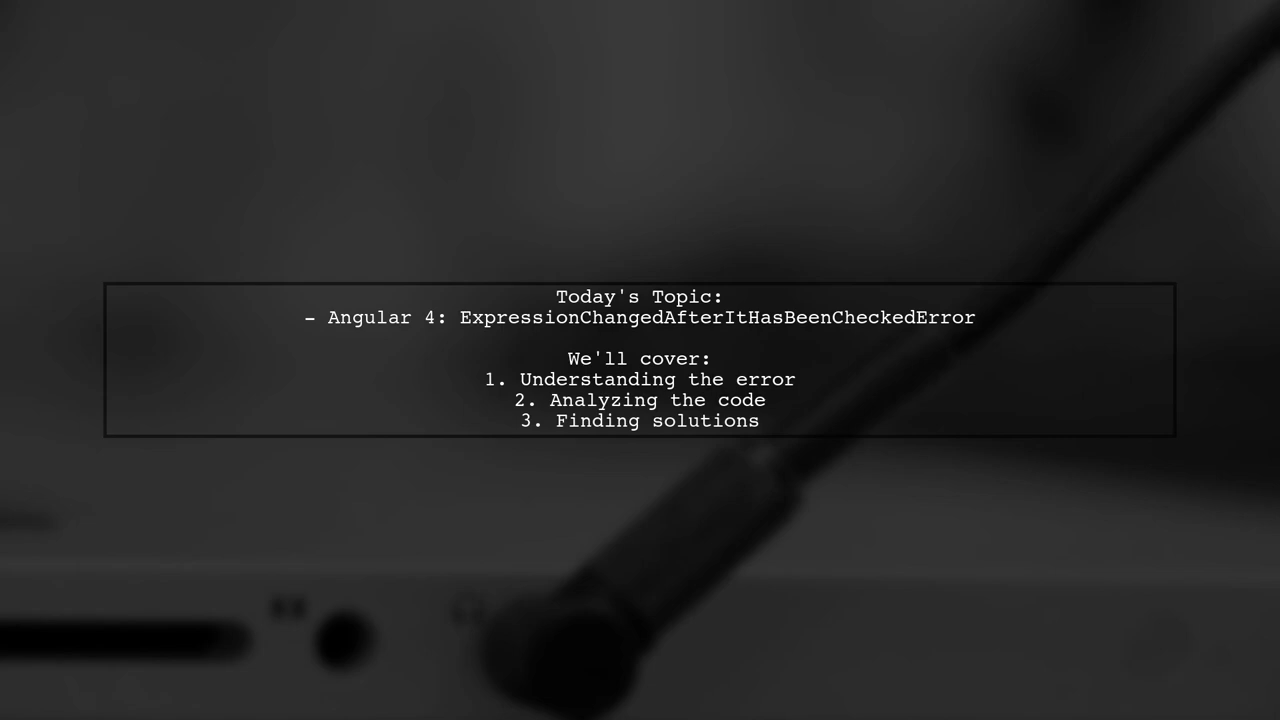 Today's Topic:
- Angular 4: ExpressionChangedAfterItHasBeenCheckedError
We'll cover:
1. Understanding the error
2. Analyzing the code
3. Finding solutions